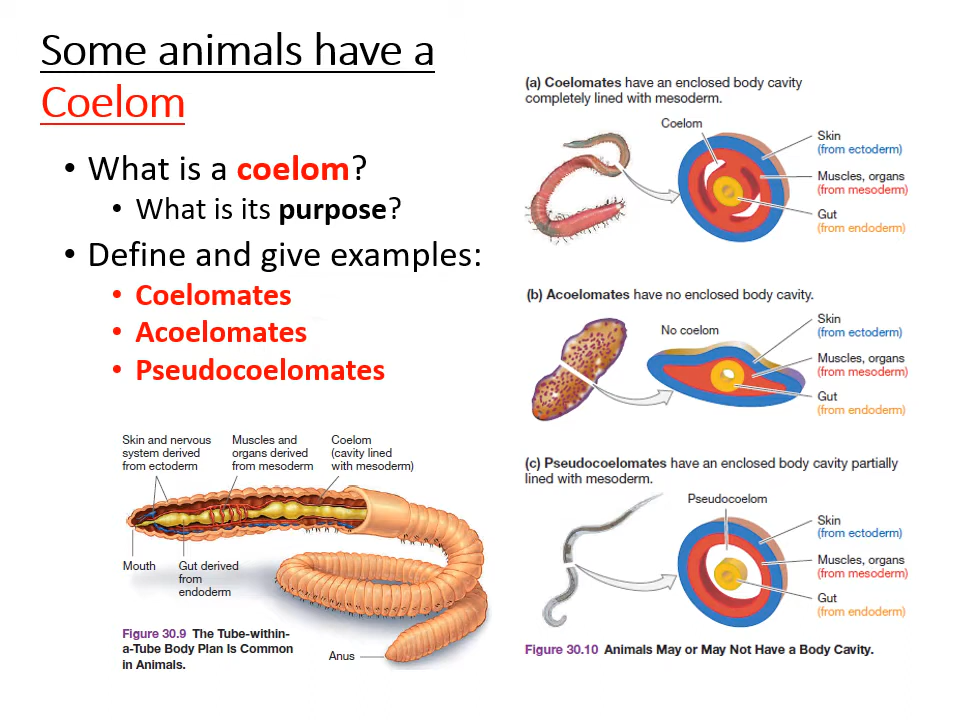 Some animals have a
Coelom
• What is a coelom?
• What is its purpose?
• Define and give examples:
• Coelomates
• Acoelomates
• Pseudocoelomates
Skin and nervous
system derived
from ectoderm
Muscles and
organs derived
from mesoderm
Coelom
(cavity lined
with mesoderm)
Mouth
Gut derived
from
endoderm
Anus
Figure 30.9 The Tube-within-
a-Tube Body Plan Is Common
in Animals.
(a) Coelomates have an enclosed body cavity
completely lined with mesoderm.
Coelom
Skin
(from ectoderm)
Muscles, organs
(from mesoderm)
Gut
(from endoderm)
(b) Acoelomates have no enclosed body cavity.
No coelom
Skin
(from ectoderm)
Muscles, organs
(from mesoderm)
Gut
(from endoderm)
(c) Pseudocoelomates have an enclosed body cavity partially
lined with mesoderm.
Pseudocoelom
Skin
(from ectoderm)
Muscles, organs
(from mesoderm)
Gut
(from endoderm)
Figure 30.10 Animals May or May Not Have a Body Cavity.